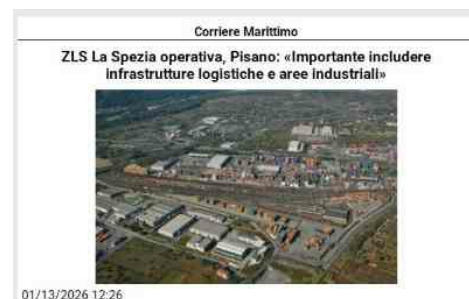 Corriere Marittimo
ZLS La Spezia operativa, Pisano: «Importante includere
infrastrutture logistiche e aree industriali»
01/13/2026 12:26